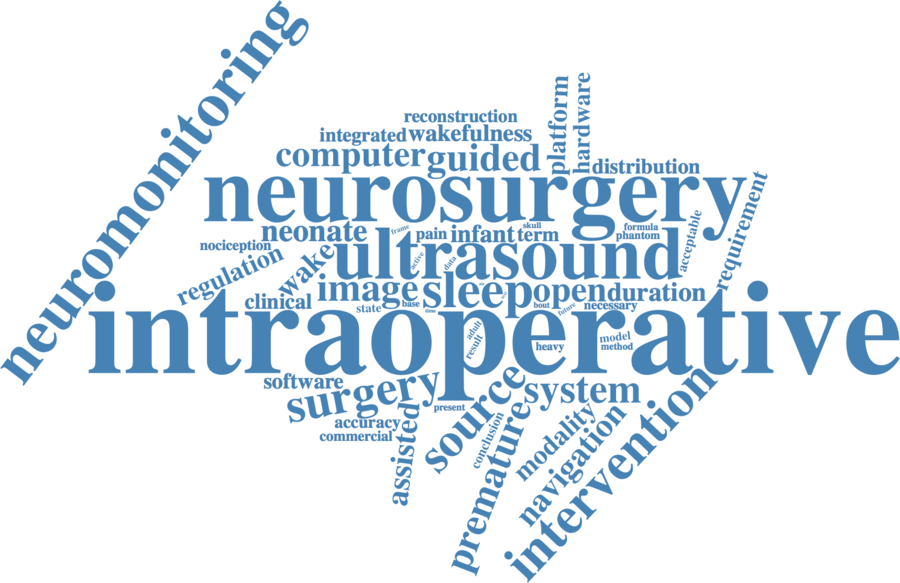 neuromonitoring
reconstruction
integrated wakefulness
computer guided
platform
hardware
distribution
neurosurgery
requirement
neonate
frame
pain
infant
term
skull
formula
phantom
acceptable
nociception
regulation
wake
ultrasound
active
data
clinical
image
sleep
open
duration
state
base
time
bout
future
necessary
intraoperative
adult
result
heavy
model
method
software
surgery
present
source
system
accuracy
commercial
assisted
conclusion
premature
modality
navigation
intervention